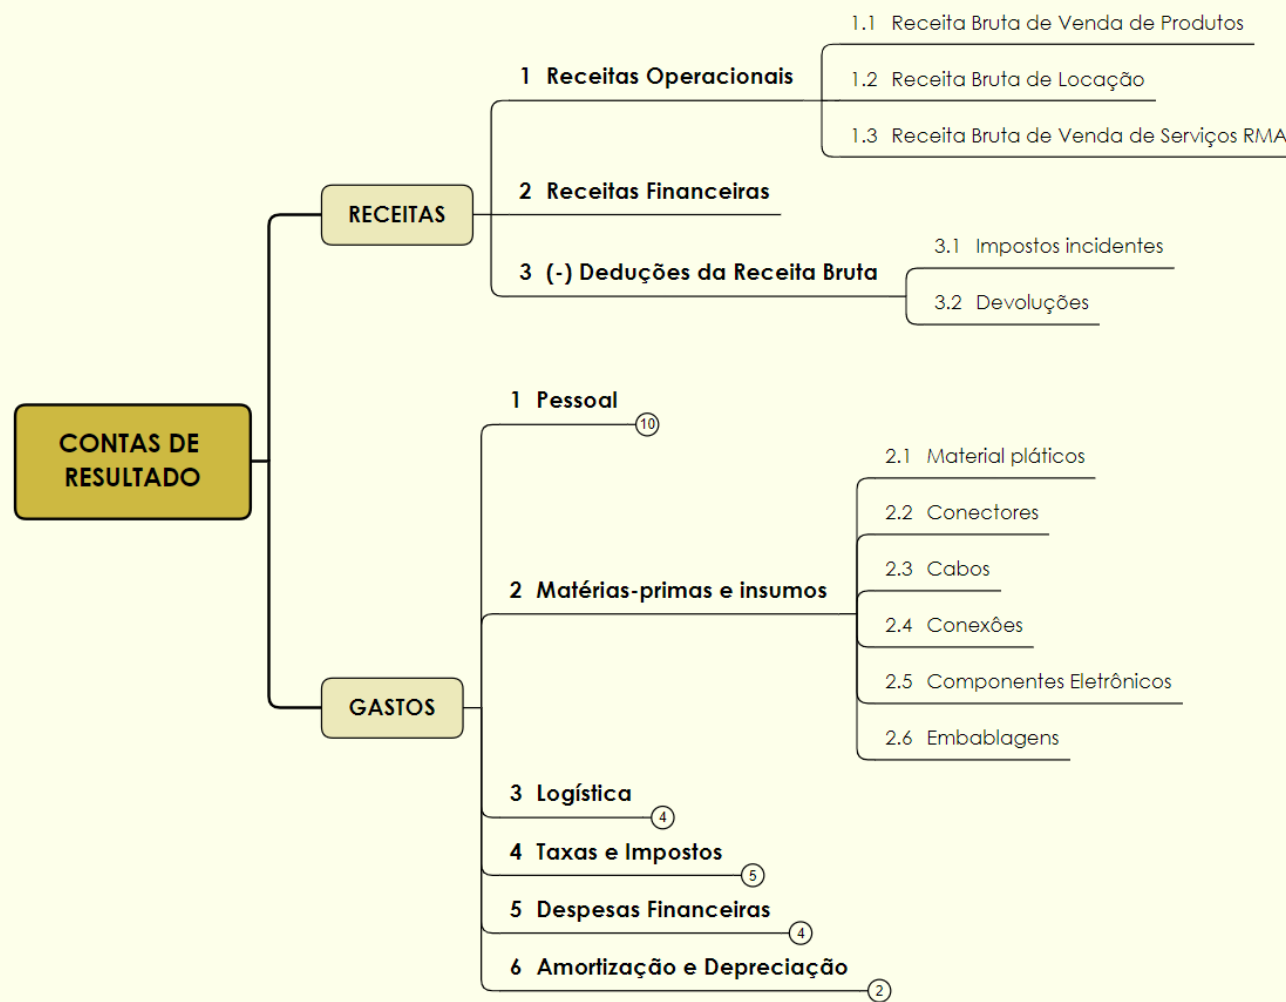 CONTAS DE
RESULTADO
RECEITAS
1 Receitas Operacionais
1.1 Receita Bruta de Venda de Produtos
1.2 Receita Bruta de Locação
1.3 Receita Bruta de Venda de Serviços RMA
2 Receitas Financeiras
3 (-) Deduções da Receita Bruta
3.1 Impostos incidentes
3.2 Devoluções
GASTOS
1 Pessoal
10
2 Matérias-primas e insumos
2.1 Material pláticos
2.2 Conectores
2.3 Cabos
2.4 Conexôes
2.5 Componentes Eletrônicos
2.6 Embablagens
3 Logística
4
4 Taxas e Impostos
5
5 Despesas Financeiras
4
6 Amortização e Depreciação
2